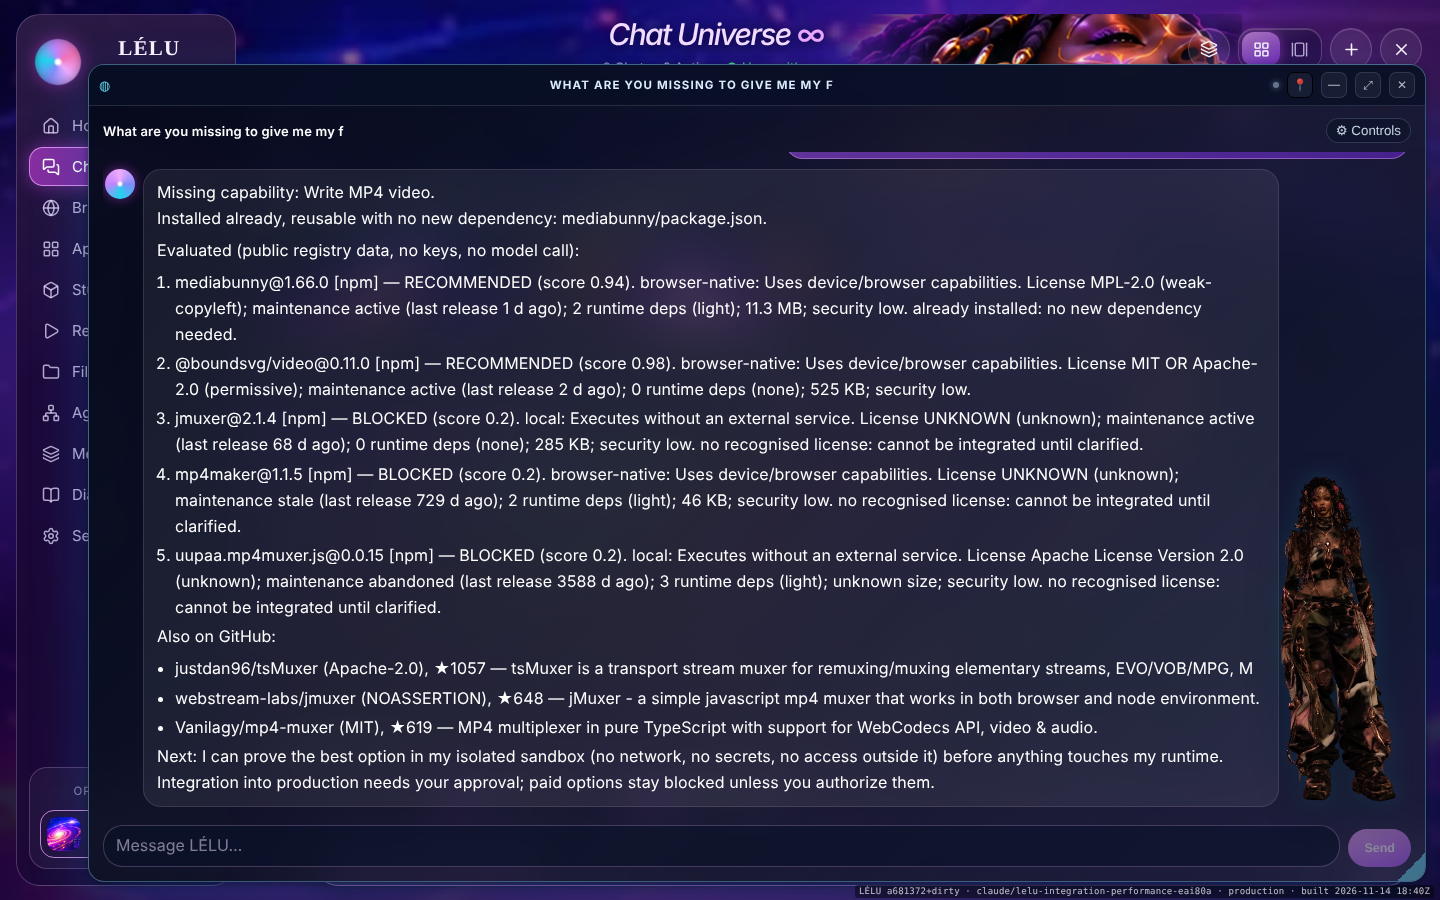 LÉLU
Chat Universe ∞
WHAT ARE YOU MISSING TO GIVE ME MY F
What are you missing to give me my f
⚙ Controls
Ho
Ch
Br
Ap
St
Re
Fil
Ag
Me
Di
Se
Missing capability: Write MP4 video.
Installed already, reusable with no new dependency: mediabunny/package.json.
Evaluated (public registry data, no keys, no model call):
1. mediabunny@1.66.0 [npm] — RECOMMENDED (score 0.94). browser-native: Uses device/browser capabilities. License MPL-2.0 (weak-
copyleft); maintenance active (last release 1 d ago); 2 runtime deps (light); 11.3 MB; security low. already installed: no new dependency
needed.
2. @boundsvg/video@0.11.0 [npm] — RECOMMENDED (score 0.98). browser-native: Uses device/browser capabilities. License MIT OR Apache-
2.0 (permissive); maintenance active (last release 2 d ago); 0 runtime deps (none); 525 KB; security low.
3. jmuxer@2.1.4 [npm] — BLOCKED (score 0.2). local: Executes without an external service. License UNKNOWN (unknown); maintenance active
(last release 68 d ago); 0 runtime deps (none); 285 KB; security low. no recognised license: cannot be integrated until clarified.
4. mp4maker@1.1.5 [npm] — BLOCKED (score 0.2). browser-native: Uses device/browser capabilities. License UNKNOWN (unknown);
maintenance stale (last release 729 d ago); 2 runtime deps (light); 46 KB; security low. no recognised license: cannot be integrated until
clarified.
5. uupaa.mp4muxer.js@0.0.15 [npm] — BLOCKED (score 0.2). local: Executes without an external service. License Apache License Version 2.0
(unknown); maintenance abandoned (last release 3588 d ago); 3 runtime deps (light); unknown size; security low. no recognised license:
cannot be integrated until clarified.
Also on GitHub:
• justdan96/tsMuxer (Apache-2.0), ★1057 — tsMuxer is a transport stream muxer for remuxing/muxing elementary streams, EVO/VOB/MPG, M
• webstream-labs/jmuxer (NOASSERTION), ★648 — jMuxer - a simple javascript mp4 muxer that works in both browser and node environment.
• Vanilagy/mp4-muxer (MIT), ★619 — MP4 multiplexer in pure TypeScript with support for WebCodecs API, video & audio.
Next: I can prove the best option in my isolated sandbox (no network, no secrets, no access outside it) before anything touches my runtime.
Integration into production needs your approval; paid options stay blocked unless you authorize them.
Message LÉLU...
Send
LÉLU a681372+dirty · claude/lelu-integration-performance-eai80a · production · built 2026-11-14 18:40Z